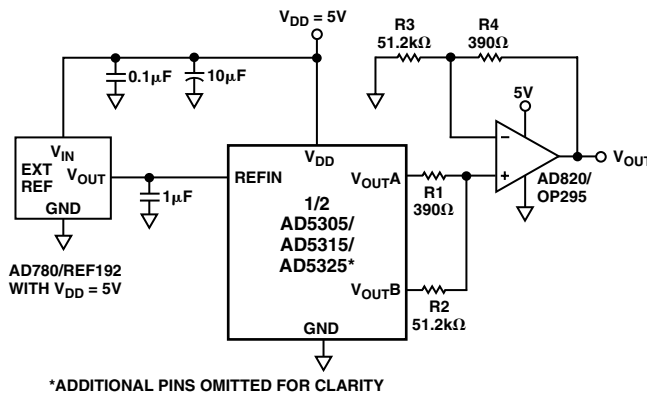 V_DD = 5V
R3
51.2kΩ
R4
390Ω
0.1µF
10µF
5V
V_IN
EXT
REF
V_OUT
GND
1µF
V_DD
REFIN
V_OUTA
1/2
AD5305/
AD5315/
AD5325*
V_OUTB
GND
R1
390Ω
R2
51.2kΩ
−
+
V_OUT
AD820/
OP295
AD780/REF192
WITH V_DD = 5V
*ADDITIONAL PINS OMITTED FOR CLARITY